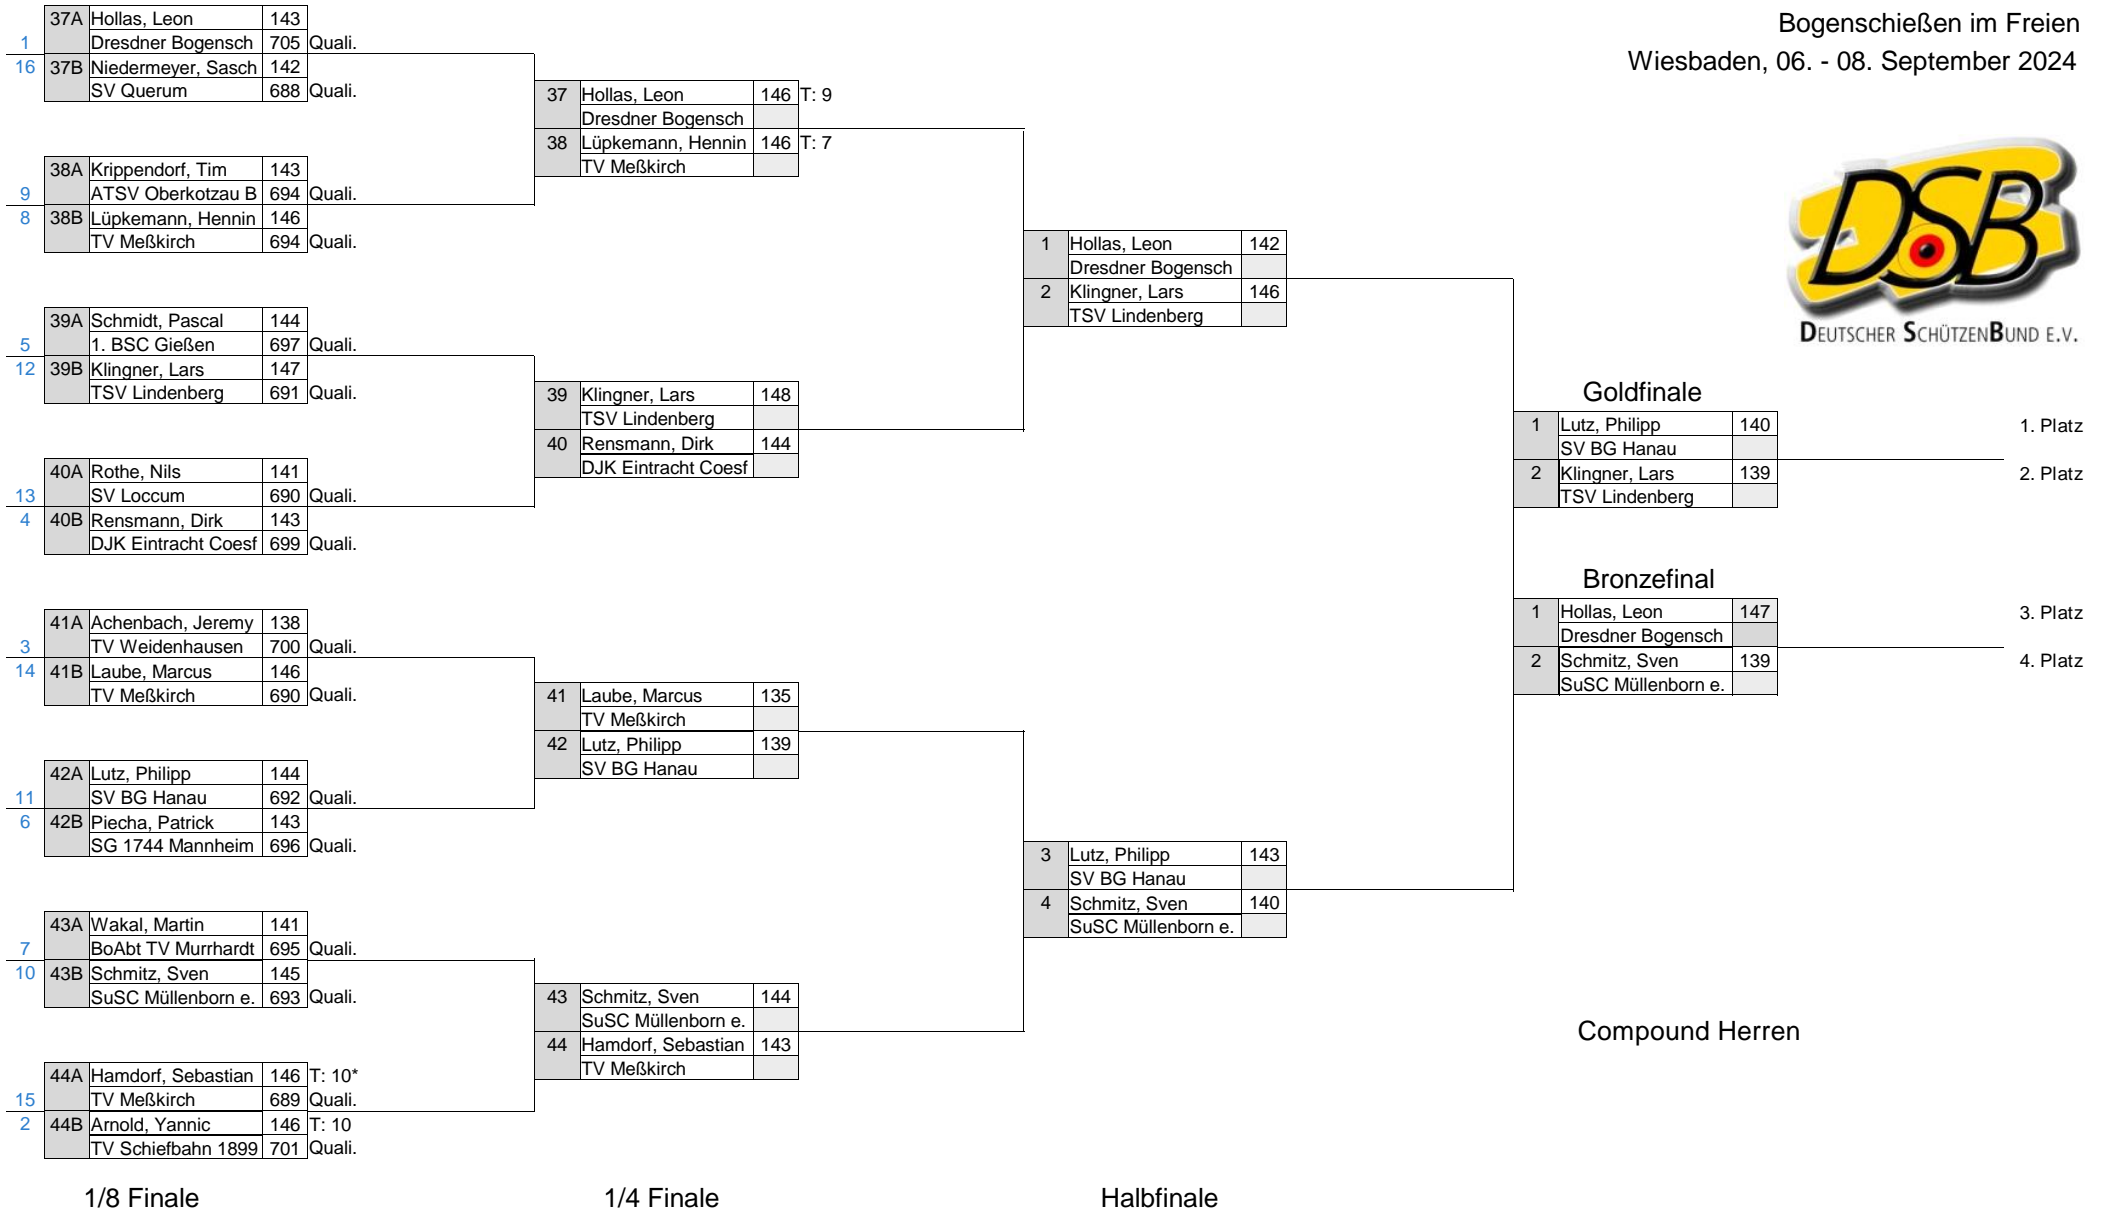 Bogenschießen im Freien
Wiesbaden, 06. - 08. September 2024
DSB
DEUTSCHER SCHÜTZENBUND E.V.
37A Hollas, Leon 143
1 Dresdner Bogensch 705 Quali.
16 37B Niedermeyer, Sasch 142
SV Querum 688 Quali.
38A Krippendorf, Tim 143
9 ATSV Oberkotzau B 694 Quali.
8 38B Lüpkemann, Hennin 146
TV Meßkirch 694 Quali.
39A Schmidt, Pascal 144
5 1. BSC Gießen 697 Quali.
12 39B Klingner, Lars 147
TSV Lindenberg 691 Quali.
40A Rothe, Nils 141
13 SV Loccum 690 Quali.
4 40B Rensmann, Dirk 143
DJK Eintracht Coesf 699 Quali.
41A Achenbach, Jeremy 138
3 TV Weidenhausen 700 Quali.
14 41B Laube, Marcus 146
TV Meßkirch 690 Quali.
42A Lutz, Philipp 144
11 SV BG Hanau 692 Quali.
6 42B Piecha, Patrick 143
SG 1744 Mannheim 696 Quali.
43A Wakal, Martin 141
7 BoAbt TV Murrhardt 695 Quali.
10 43B Schmitz, Sven 145
SuSC Müllenborn e. 693 Quali.
44A Hamdorf, Sebastian 146 T: 10*
15 TV Meßkirch 689 Quali.
2 44B Arnold, Yannic 146 T: 10
TV Schiefbahn 1899 701 Quali.
1/8 Finale
37 Hollas, Leon 146 T: 9
Dresdner Bogensch
38 Lüpkemann, Hennin 146 T: 7
TV Meßkirch
39 Klingner, Lars 148
TSV Lindenberg
40 Rensmann, Dirk 144
DJK Eintracht Coesf
41 Laube, Marcus 135
TV Meßkirch
42 Lutz, Philipp 139
SV BG Hanau
43 Schmitz, Sven 144
SuSC Müllenborn e.
44 Hamdorf, Sebastian 143
TV Meßkirch
1/4 Finale
1 Hollas, Leon 142
Dresdner Bogensch
2 Klingner, Lars 146
TSV Lindenberg
3 Lutz, Philipp 143
SV BG Hanau
4 Schmitz, Sven 140
SuSC Müllenborn e.
Halbfinale
Goldfinale
1 Lutz, Philipp 140 1. Platz
SV BG Hanau
2 Klingner, Lars 139 2. Platz
TSV Lindenberg
Bronzefinal
1 Hollas, Leon 147 3. Platz
Dresdner Bogensch
2 Schmitz, Sven 139 4. Platz
SuSC Müllenborn e.
Compound Herren